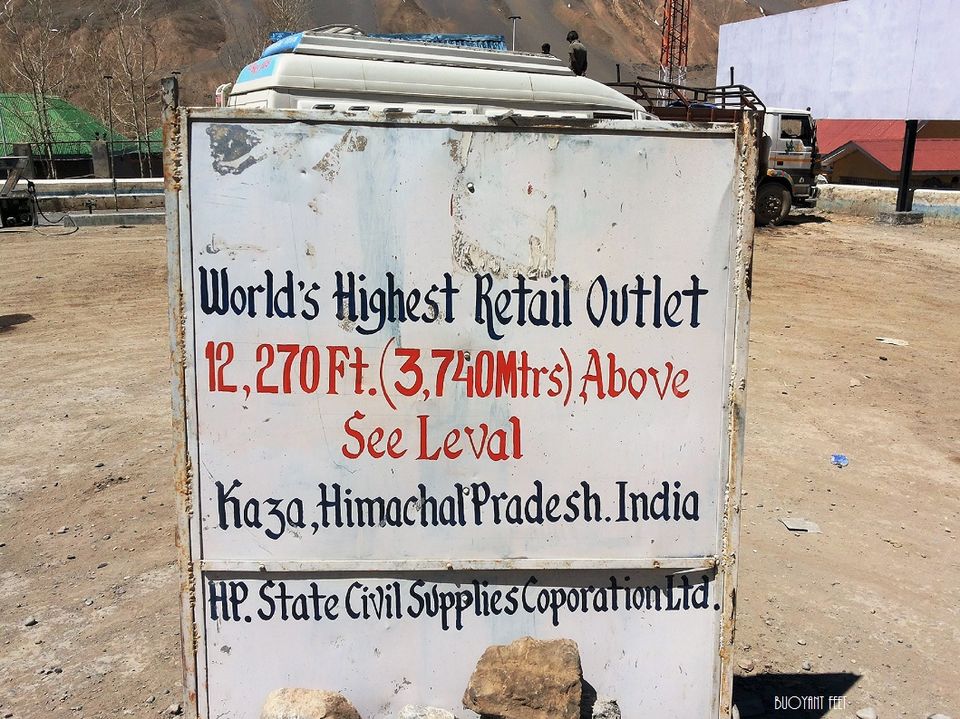 World's Highest Retail Outlet
12,270 Ft. (3,740Mtrs) Above
See Leval
Kaza, Himachal Pradesh. India
HP. State Civil Supplies Coporation Ltd.
BUOYANT FEET